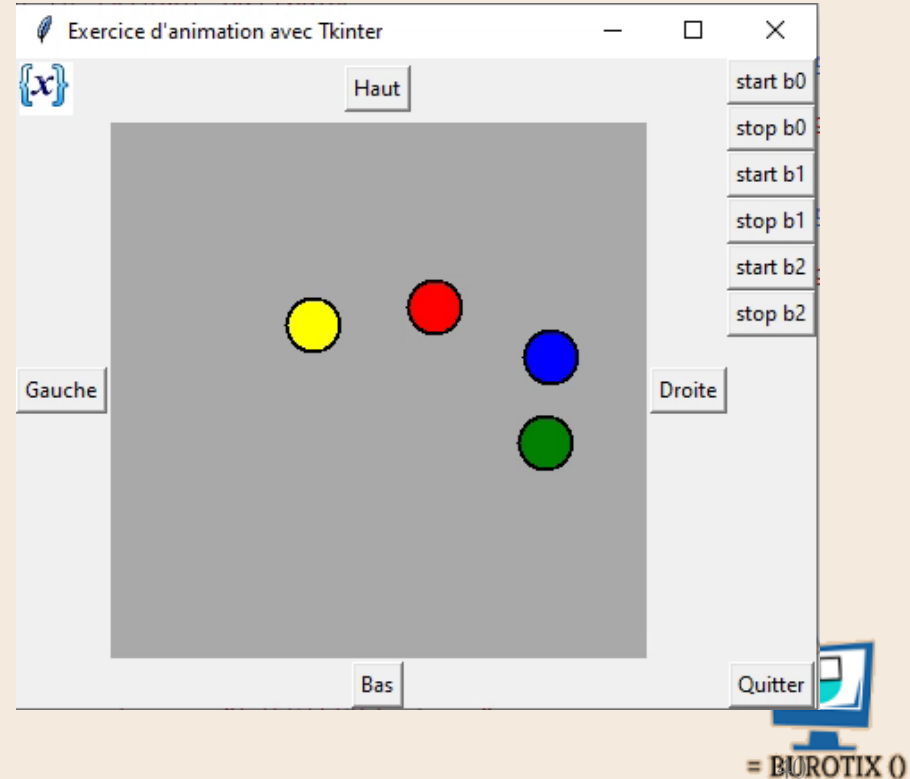 Exercice d'animation avec Tkinter
{x}
Haut
start b0
stop b0
start b1
stop b1
start b2
stop b2
Gauche
Droite
Bas
Quitter
= BUROTIX ()